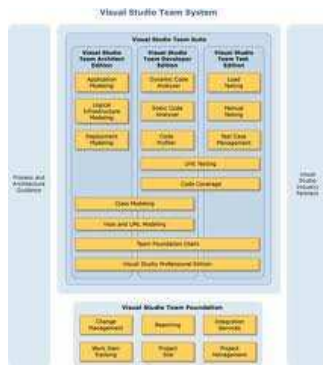 Visual Studio Team System
Visual Studio Team Suite
Visual Studio
Team Architect
Edition
Visual Studio
Team Developer
Edition
Visual Studio
Team Test
Edition
Application
Modeling
Dynamic Code
Analyzer
Load
Testing
Logical
Infrastructure
Modeling
Static Code
Analyzer
Manual
Testing
Deployment
Modeling
Code
Profiler
Test Case
Management
Unit Testing
Code Coverage
Class Modeling
Visio and UML Modeling
Team Foundation Client
Visual Studio Professional Edition
Process and
Architecture
Guidance
Visual
Studio
Industry
Partners
Visual Studio Team Foundation
Change
Management
Reporting
Integration
Services
Work Item
Tracking
Project
Site
Project
Management